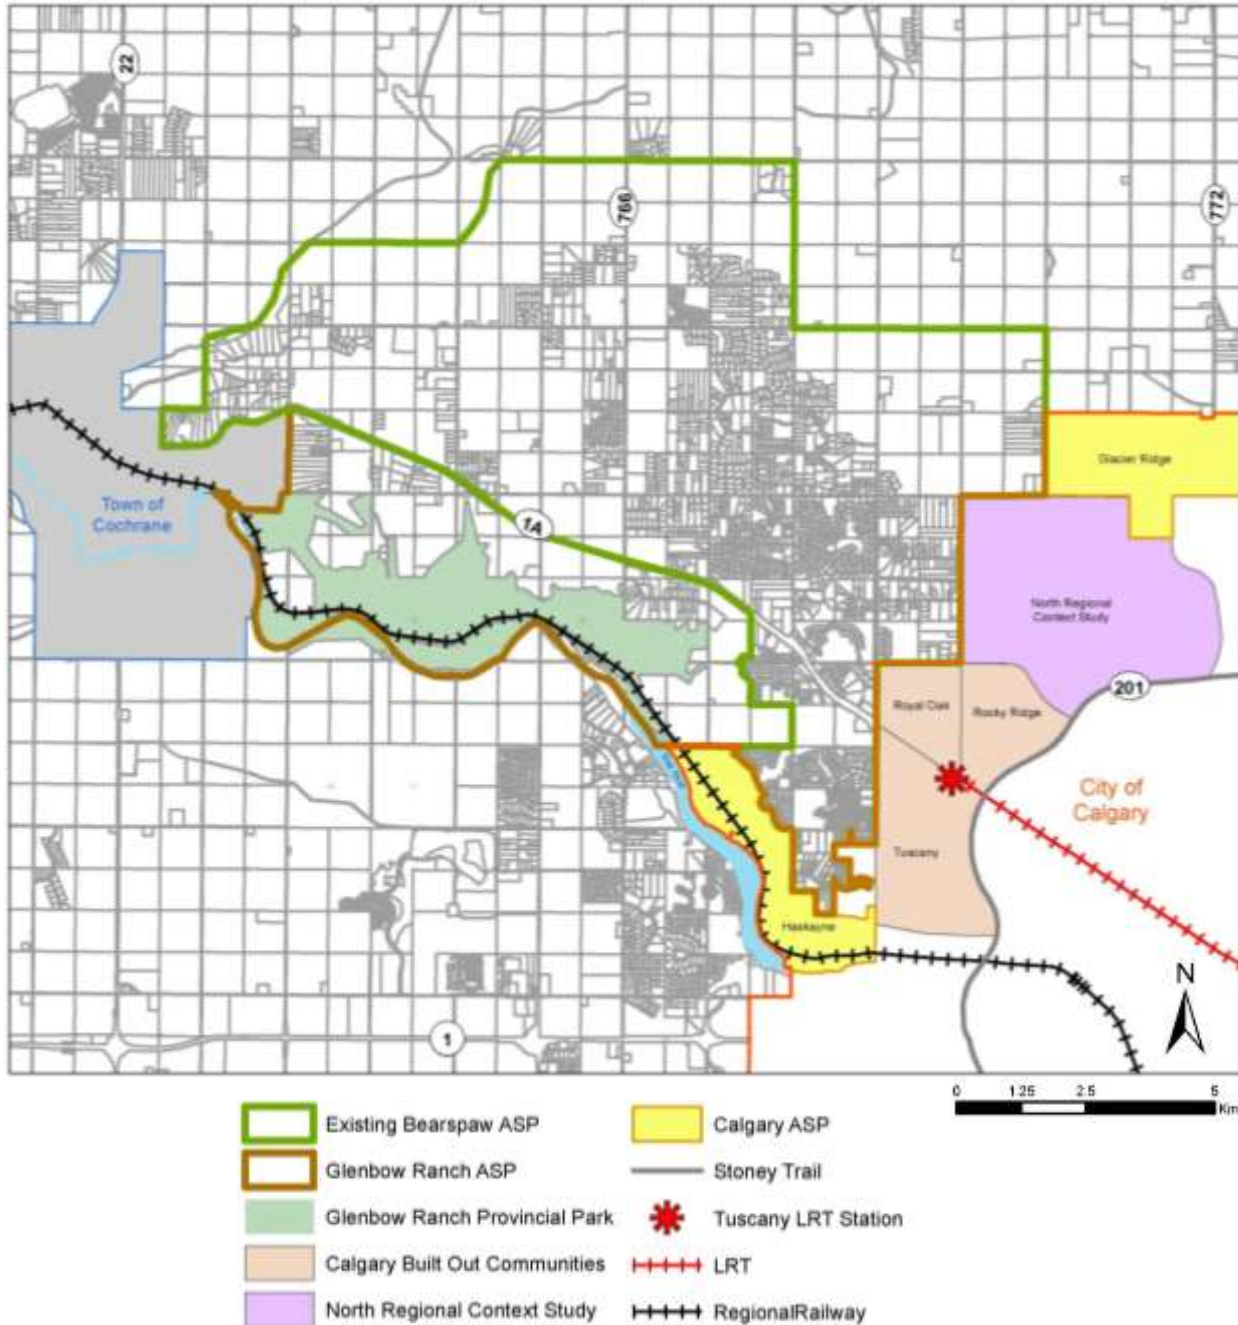 22
766
772
Glacier Ridge
Town of
Cochrane
1A
North Regional
Context Study
201
Royal Oak
Rocky Ridge
City of
Calgary
Tuscany
Haskayne
N
1
0 1.25 2.5 5
Km
Existing Bearspaw ASP
Calgary ASP
Glenbow Ranch ASP
Stoney Trail
Glenbow Ranch Provincial Park
Tuscany LRT Station
Calgary Built Out Communities
LRT
North Regional Context Study
RegionalRailway